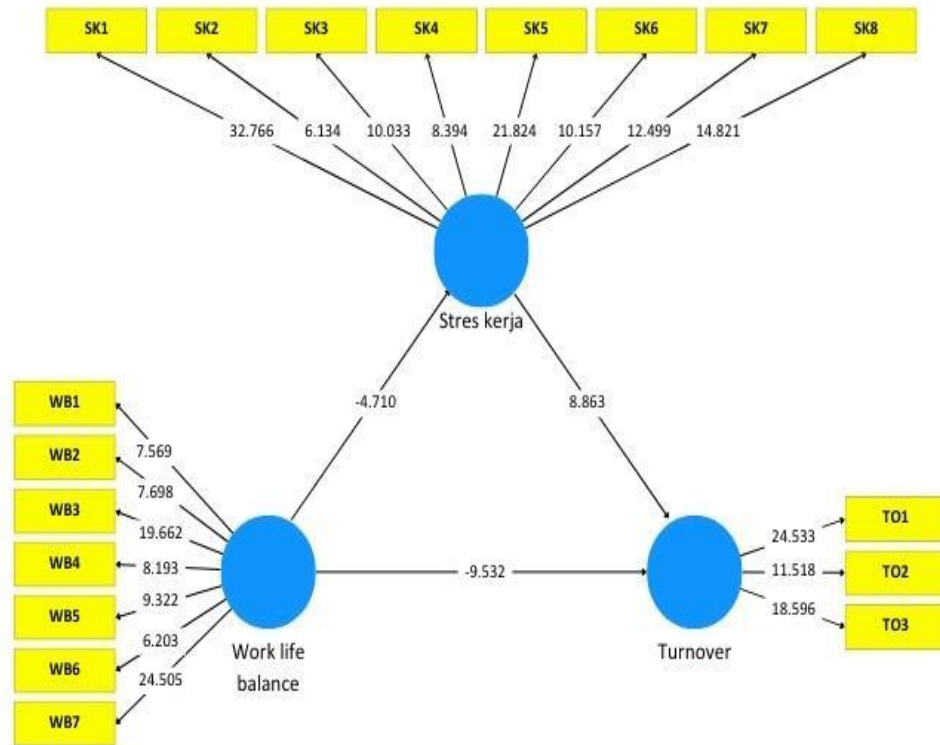 SK1 SK2 SK3 SK4 SK5 SK6 SK7 SK8
32.766 6.134 10.033 8.394 21.824 10.157 12.499 14.821
Stres kerja
-4.710 8.863
WB1
7.569
WB2
7.698
WB3
19.662
WB4
8.193
WB5
9.322
WB6
6.203
WB7
24.505
Work life
balance
-9.532
Turnover
TO1
24.533
TO2
11.518
TO3
18.596